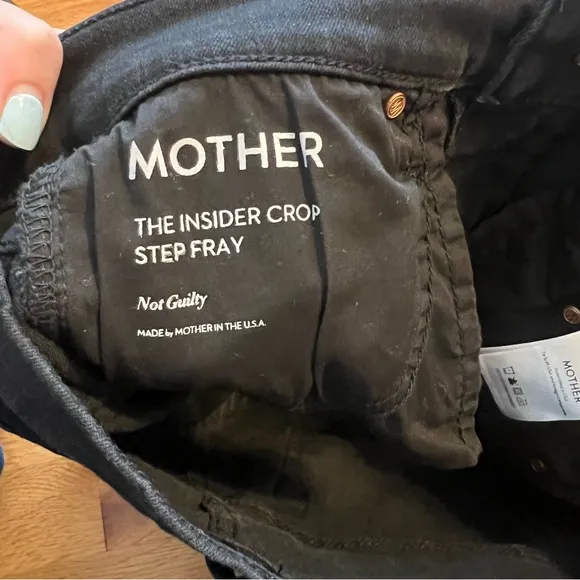 MOTHER
THE INSIDER CROP
STEP FRAY
Not Guilty
MADE by MOTHER IN THE U.S.A.
MOTHER